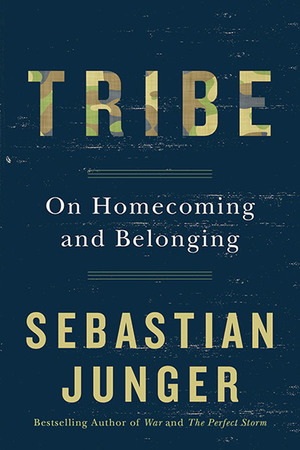 TRIBE
On Homecoming
and Belonging
SEBASTIAN
JUNGER
Bestselling Author of War and The Perfect Storm